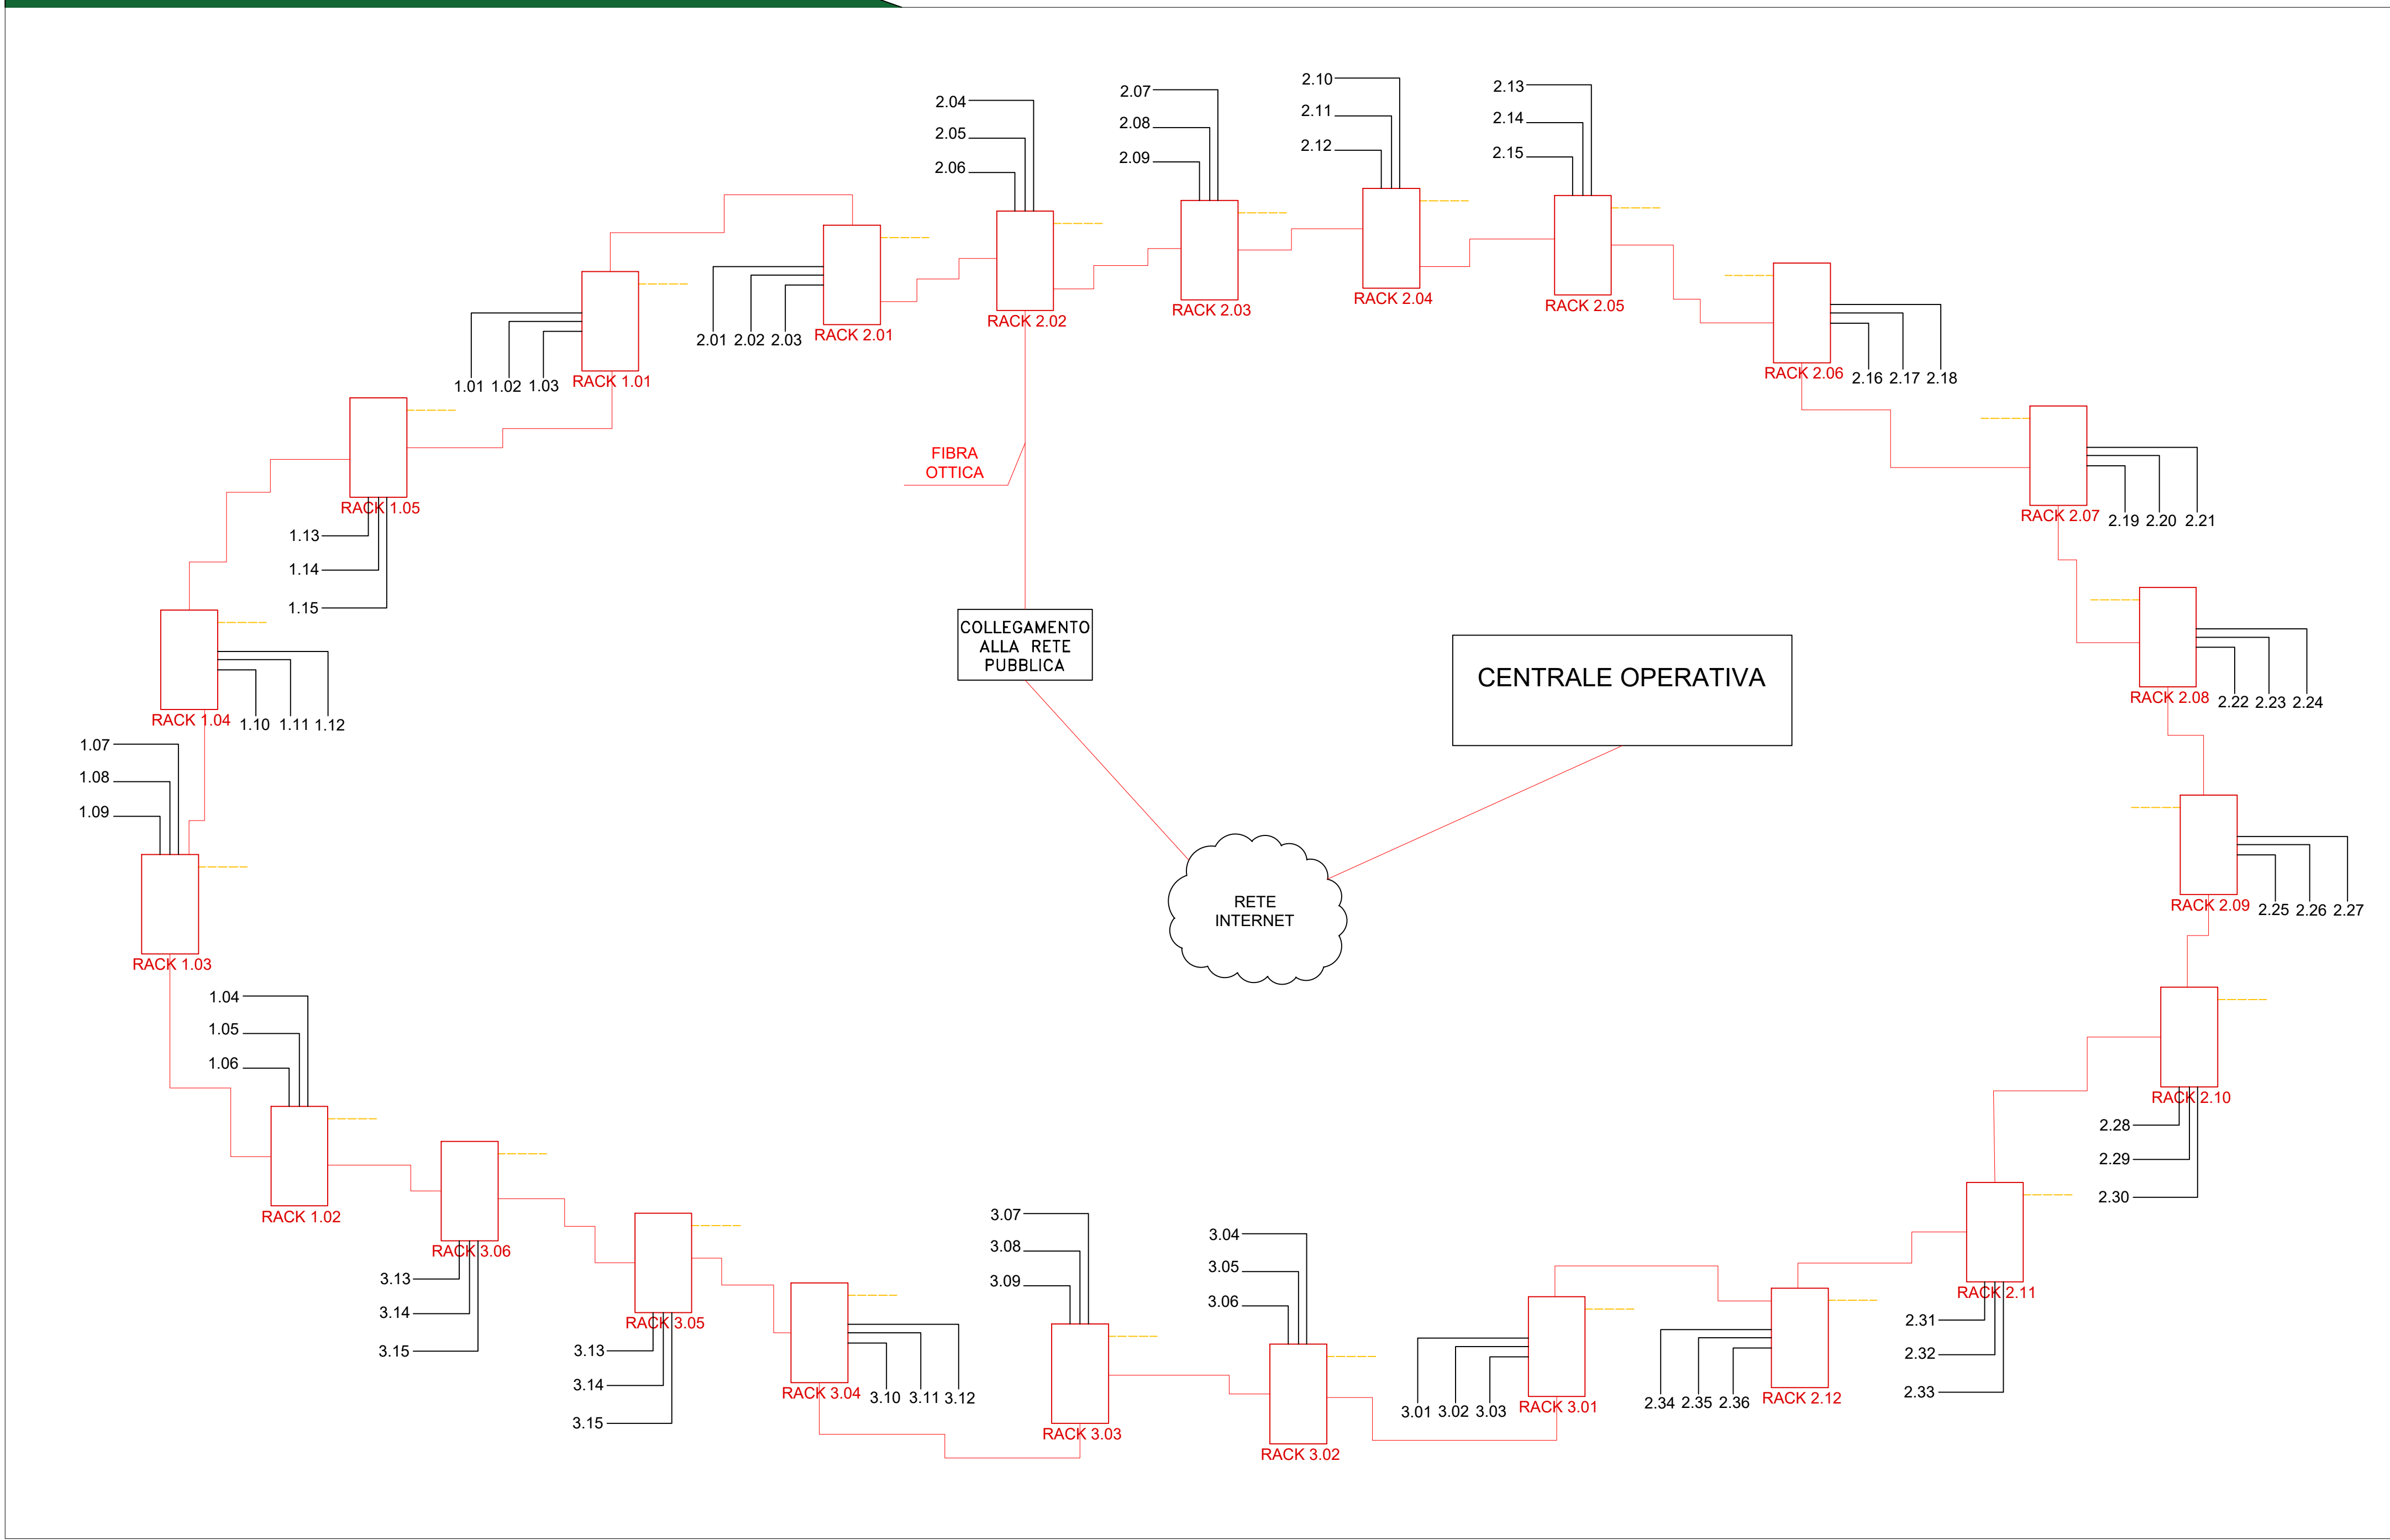 2.10
2.13
2.07
2.04
2.11
2.14
2.08
2.05
2.12
2.15
2.09
2.06
RACK 2.04
RACK 2.05
RACK 2.03
RACK 2.02
RACK 2.01
2.01 2.02 2.03
RACK 1.01
1.01 1.02 1.03
RACK 2.06
2.16 2.17 2.18
FIBRA
OTTICA
RACK 1.05
1.13
1.14
1.15
RACK 2.07
2.19 2.20 2.21
COLLEGAMENTO
ALLA RETE
PUBBLICA
CENTRALE OPERATIVA
RACK 2.08
2.22 2.23 2.24
RACK 1.04
1.10 1.11 1.12
1.07
1.08
1.09
RACK 1.03
RETE
INTERNET
RACK 2.09
2.25 2.26 2.27
1.04
1.05
1.06
RACK 1.02
RACK 2.10
2.28
2.29
2.30
RACK 3.06
3.13
3.14
3.15
RACK 3.05
3.13
3.14
3.15
RACK 3.04
3.10 3.11 3.12
3.07
3.08
3.09
RACK 3.03
3.04
3.05
3.06
RACK 3.02
3.01 3.02 3.03
RACK 3.01
2.34 2.35 2.36
RACK 2.12
RACK 2.11
2.31
2.32
2.33